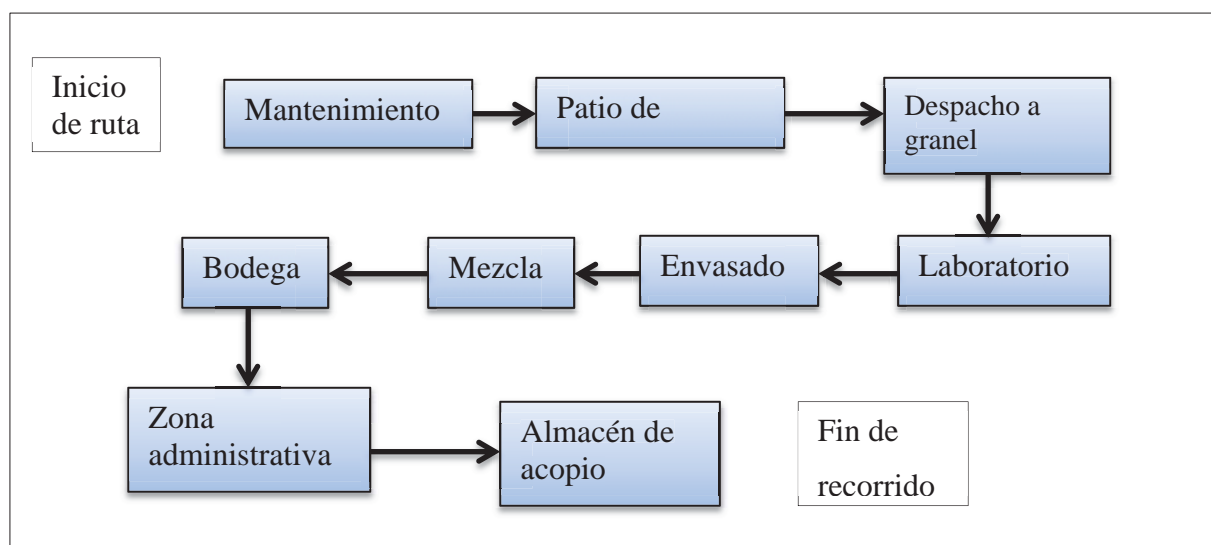 Inicio
de ruta
Mantenimiento
Patio de
Despacho a
granel
Laboratorio
Envasado
Mezcla
Bodega
Zona
administrativa
Almacén de
acopio
Fin de
recorrido